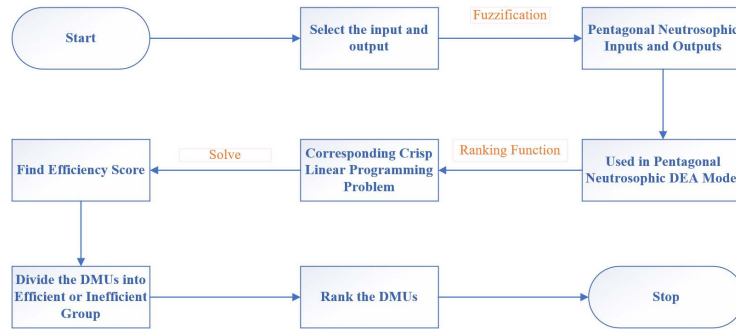 Start
Select the input and
output
Fuzzification
Pentagonal Neutrosophic
Inputs and Outputs
Used in Pentagonal
Neutrosophic DEA Mode
Ranking Function
Corresponding Crisp
Linear Programming
Problem
Solve
Find Efficiency Score
Divide the DMUs into
Efficient or Inefficient
Group
Rank the DMUs
Stop